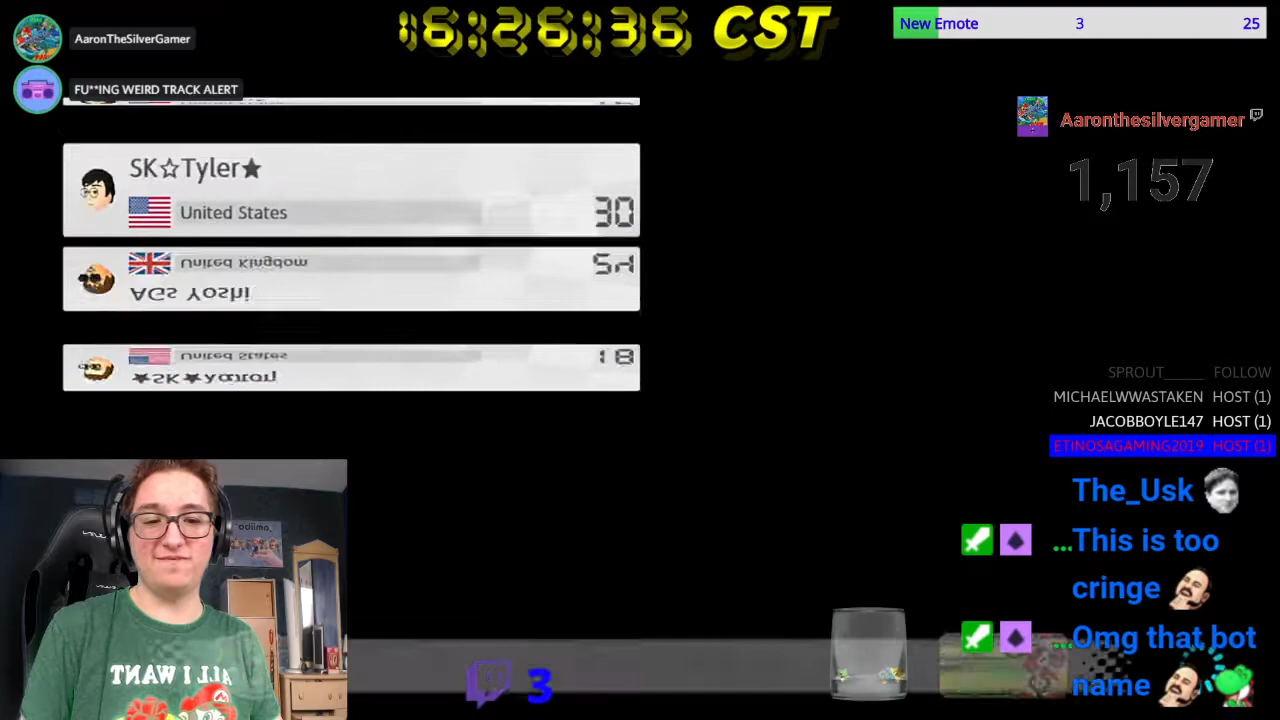 AaronTheSilverGamer
FU**ING WEIRD TRACK ALERT
16:26:36 CST
New Emote 3 25
Aaronthesilvergamer
1,157
SK☆Tyler★
United States 30
United Kingdom 54
AGs Yoshi
United States 18
★SK★Aaron
SPROUT_____ FOLLOW
MICHAELWWASTAKEN HOST (1)
JACOBBOYLE147 HOST (1)
ETINOSAGAMING2019 HOST (1)
The_Usk
...This is too
cringe
...Omg that bot
name
ALL I WANT
3